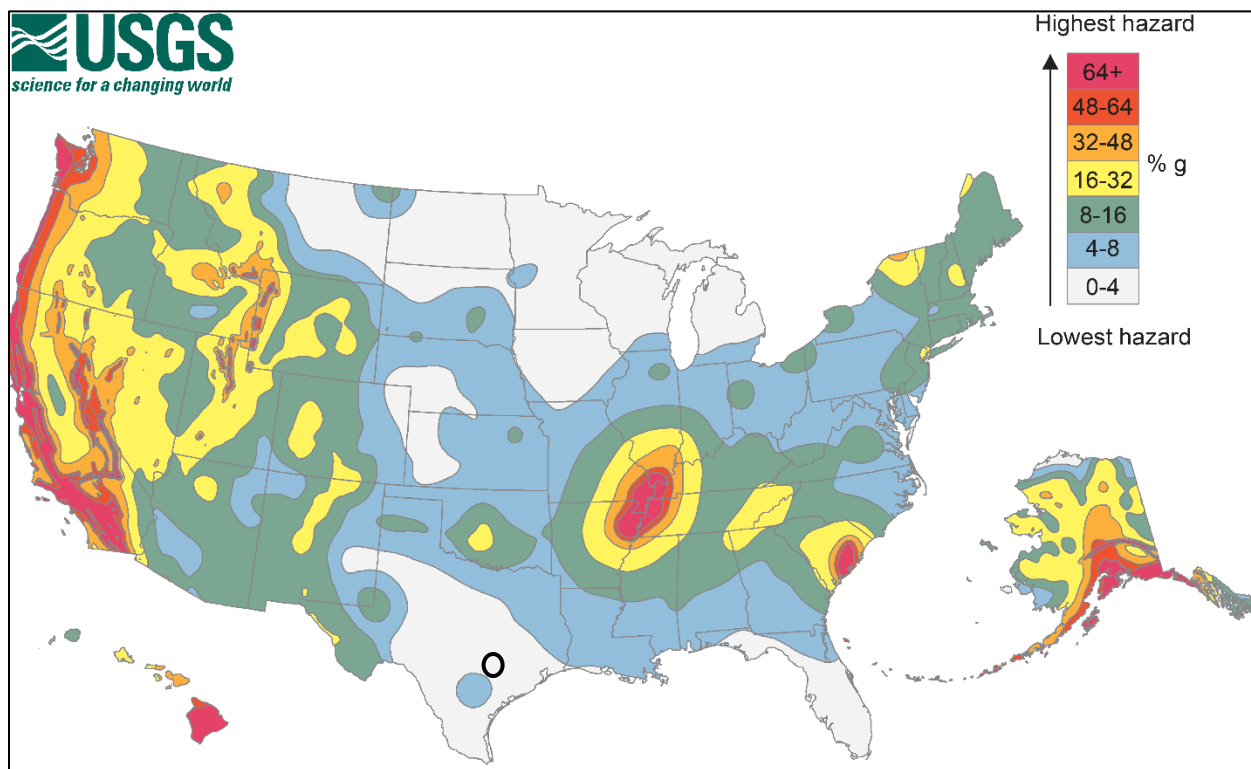 USGS
science for a changing world
Highest hazard
64+
48-64
32-48
16-32
% g
8-16
4-8
0-4
Lowest hazard